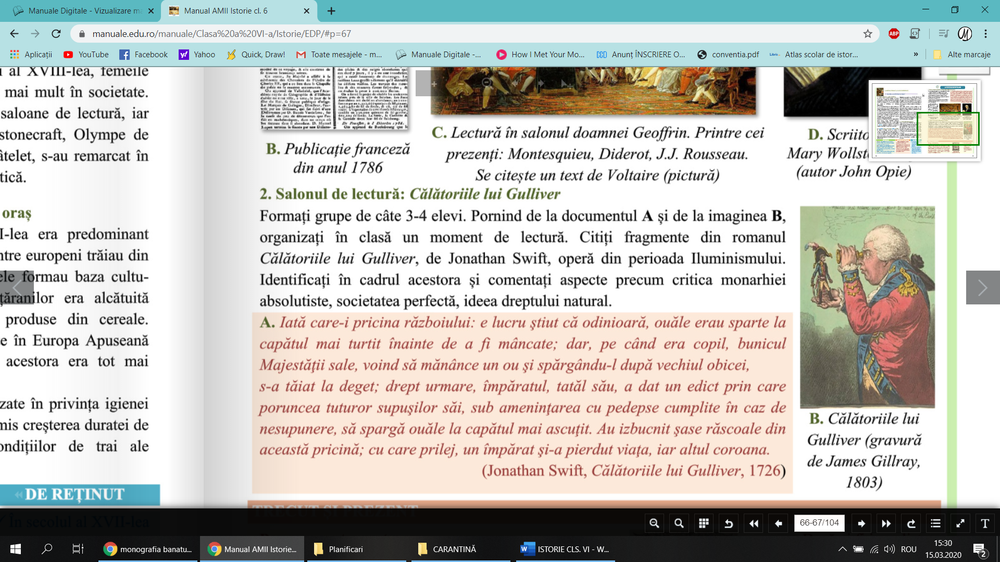 Manuale Digitale - Vizualizare ma
Manual AMII Istorie cl. 6
manuale.edu.ro/manuale/Clasa%20a%20VI-a/Istorie/EDP/#p=67
ABP
Aplicații
YouTube
Facebook
Yahoo
Quick, Draw!
Toate mesajele - m...
Manuale Digitale -...
How I Met Your Mo...
Anunț ÎNSCRIERE O...
conventia.pdf
Atlas scolar de istor...
»
Alte marcaje
i al XVIII-lea, femeile
mai mult în societate.
saloane de lectură, iar
stonecraft, Olympe de
âtelet, s-au remarcat în
tică.
oraș
I-lea era predominant
ntre europeni trăiau din
ele formau baza cultu-
țăranilor era alcătuită
produse din cereale.
e în Europa Apuseană
acestora era tot mai
zate în privința igienei
mis creșterea duratei de
ondițiilor de trai ale
DE REȚINUT
În secolul al XVII-lea
B. Publicație franceză
din anul 1786
C. Lectură în salonul doamnei Geoffrin. Printre cei
prezenți: Montesquieu, Diderot, J.J. Rousseau.
Se citește un text de Voltaire (pictură)
D. Scriito
Mary Wollst
(autor John Opie)
2. Salonul de lectură: Călătoriile lui Gulliver
Formați grupe de câte 3-4 elevi. Pornind de la documentul A și de la imaginea B,
organizați în clasă un moment de lectură. Citiți fragmente din romanul
Călătoriile lui Gulliver, de Jonathan Swift, operă din perioada Iluminismului.
Identificați în cadrul acestora și comentați aspecte precum critica monarhiei
absolutiste, societatea perfectă, ideea dreptului natural.
A. Iată care-i pricina războiului: e lucru ştiut că odinioară, ouăle erau sparte la
capătul mai turtit înainte de a fi mâncate; dar, pe când era copil, bunicul
Majestăţii sale, voind să mănânce un ou şi spărgându-l după vechiul obicei,
s-a tăiat la deget; drept urmare, împăratul, tatăl său, a dat un edict prin care
poruncea tuturor supuşilor săi, sub ameninţarea cu pedepse cumplite în caz de
nesupunere, să spargă ouăle la capătul mai ascuţit. Au izbucnit şase răscoale din
această pricină; cu care prilej, un împărat şi-a pierdut viaţa, iar altul coroana.
(Jonathan Swift, Călătoriile lui Gulliver, 1726)
B. Călătoriile lui
Gulliver (gravură
de James Gillray,
1803)
TRECUT ȘI PREZENT
66-67/104
T
monografia banatu...
Manual AMII Istorie...
Planificari
CARANTINĂ
ISTORIE CLS. VI - W...
ROU
15:30
15.03.2020
2